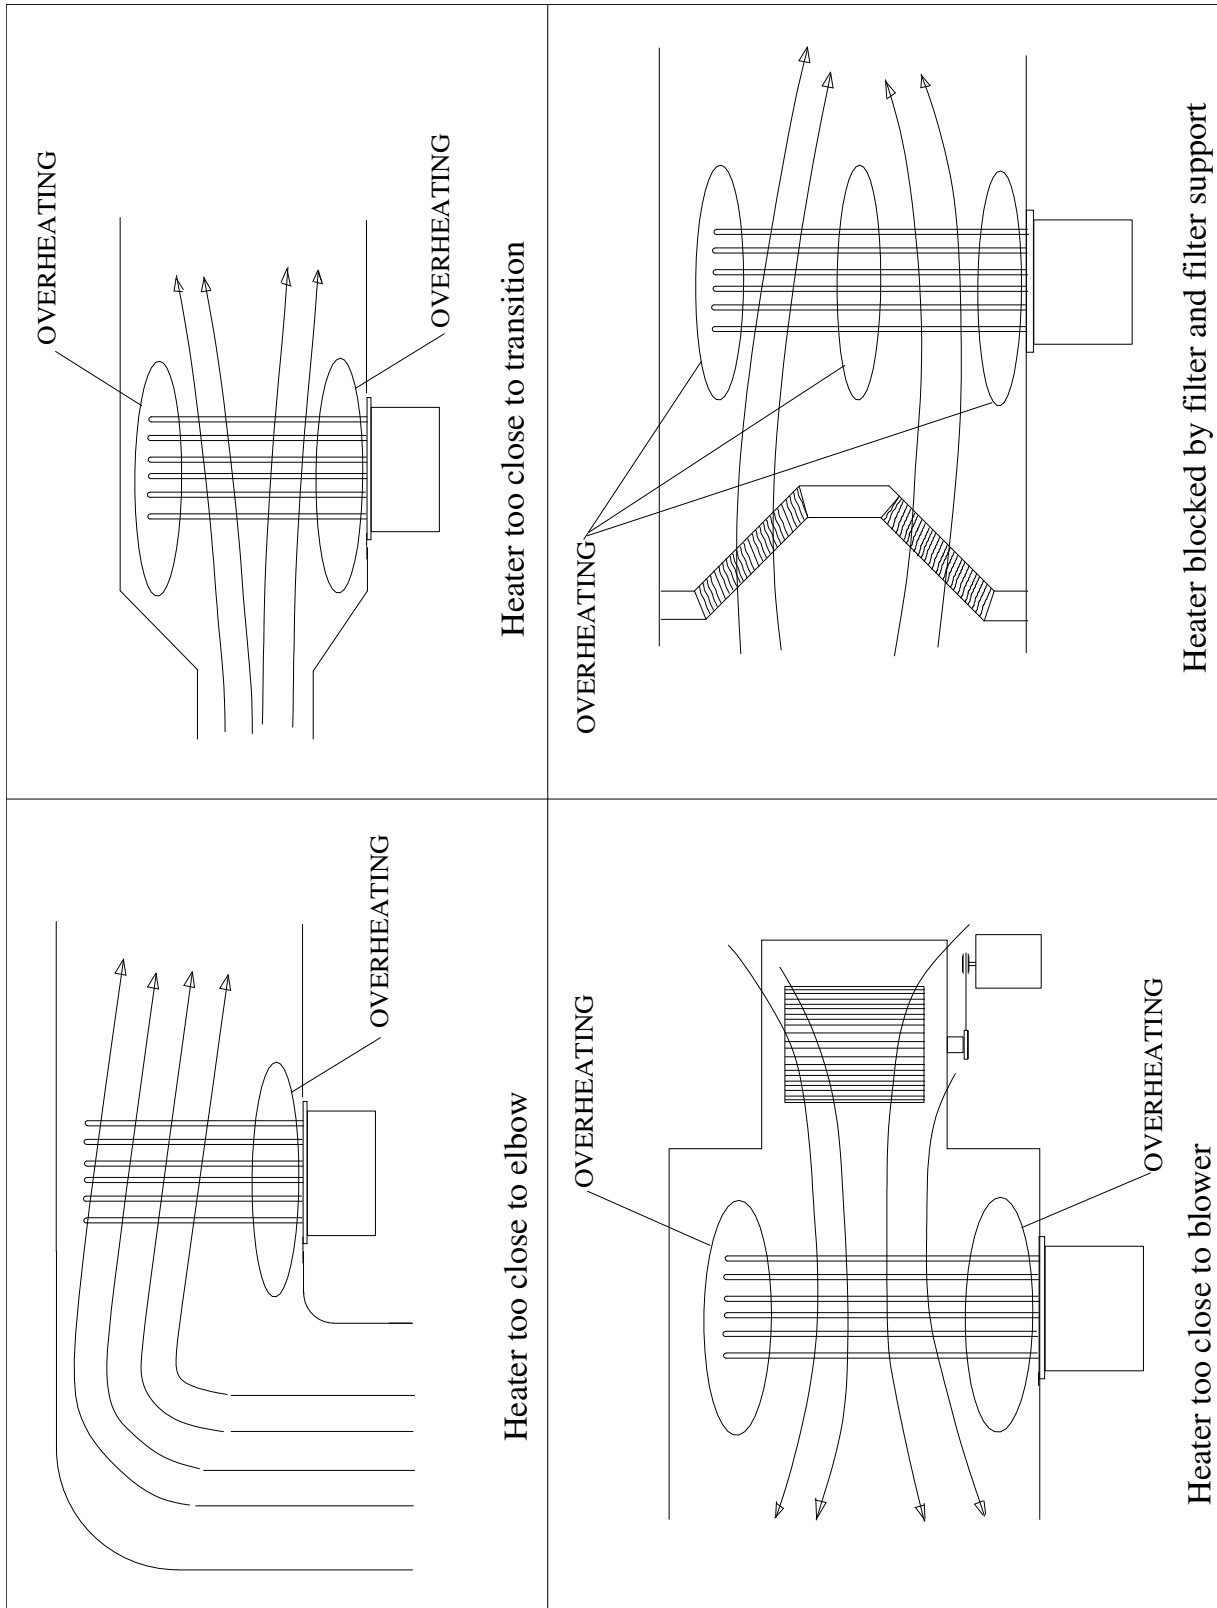 OVERHEATING
Heater too close to elbow
OVERHEATING
OVERHEATING
Heater too close to transition
OVERHEATING
OVERHEATING
Heater too close to blower
OVERHEATING
Heater blocked by filter and filter support